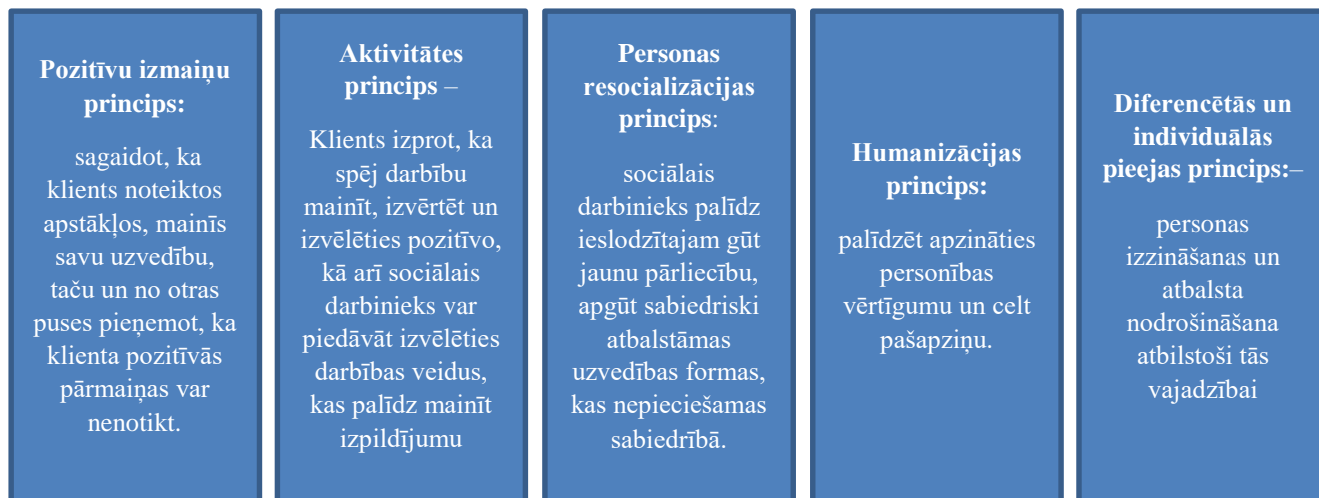 Pozitīvu izmaiņu
princips:
sagaidot, ka
klients noteiktos
apstākļos, mainīs
savu uzvedību,
taču un no otras
puses pieņemot, ka
klienta pozitīvās
pārmaiņas var
nenotikt.
Aktivitātes
princips –
Klients izprot, ka
spēj darbību
mainīt, izvērtēt un
izvēlēties pozitīvo,
kā arī sociālais
darbinieks var
piedāvāt izvēlēties
darbības veidus,
kas palīdz mainīt
izpildījumu
Personas
resocializācijas
princips:
sociālais
darbinieks palīdz
ieslodzītajam gūt
jaunu pārliecību,
apgūt sabiedriski
atbalstāmas
uzvedības formas,
kas nepieciešamas
sabiedrībā.
Humanizācijas
princips:
palīdzēt apzināties
personības
vērtīgumu un celt
pašapziņu.
Diferencētās un
individuālās
pieejas princips:–
personas
izzināšanas un
atbalsta
nodrošināšana
atbilstoši tās
vajadzībai